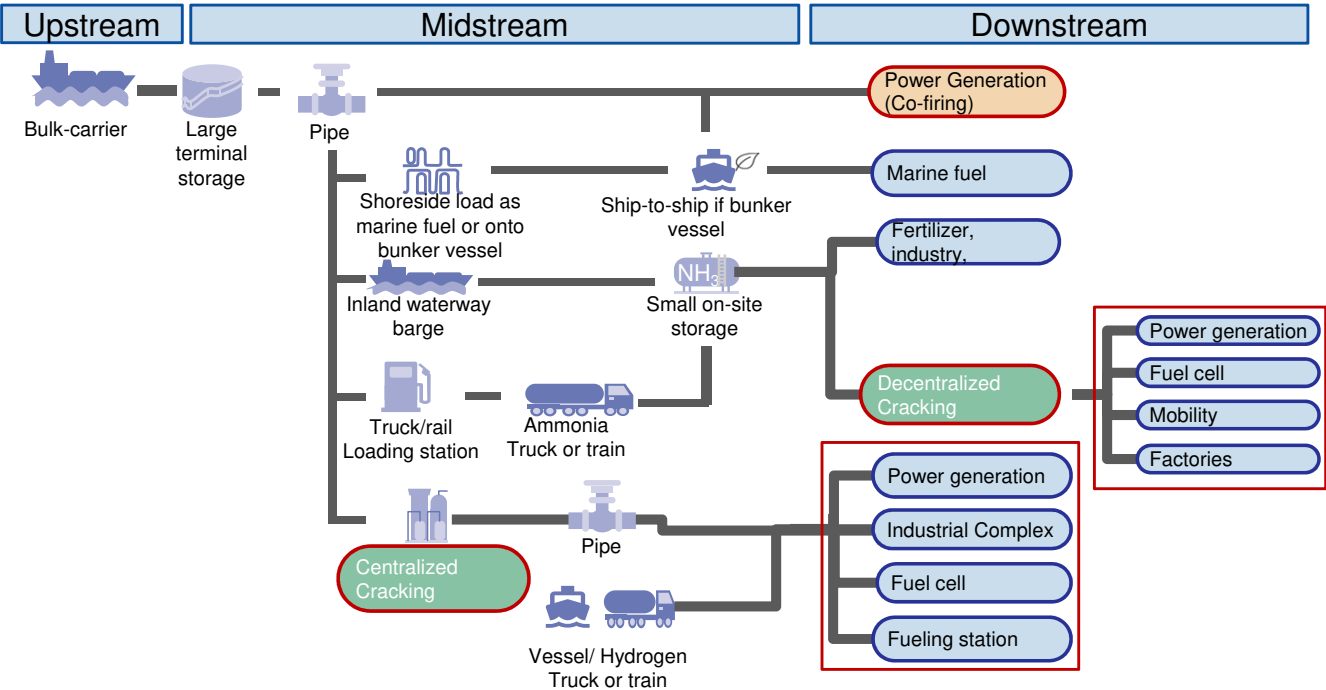 Upstream
Midstream
Downstream
Bulk-carrier
Large
terminal
storage
Pipe
Power Generation
(Co-firing)
Shoreside load as
marine fuel or onto
bunker vessel
Ship-to-ship if bunker
vessel
Marine fuel
Fertilizer,
industry,
Inland waterway
barge
NH3
Small on-site
storage
Power generation
Fuel cell
Mobility
Factories
Decentralized
Cracking
Truck/rail
Loading station
Ammonia
Truck or train
Power generation
Industrial Complex
Fuel cell
Fueling station
Pipe
Centralized
Cracking
Vessel/ Hydrogen
Truck or train